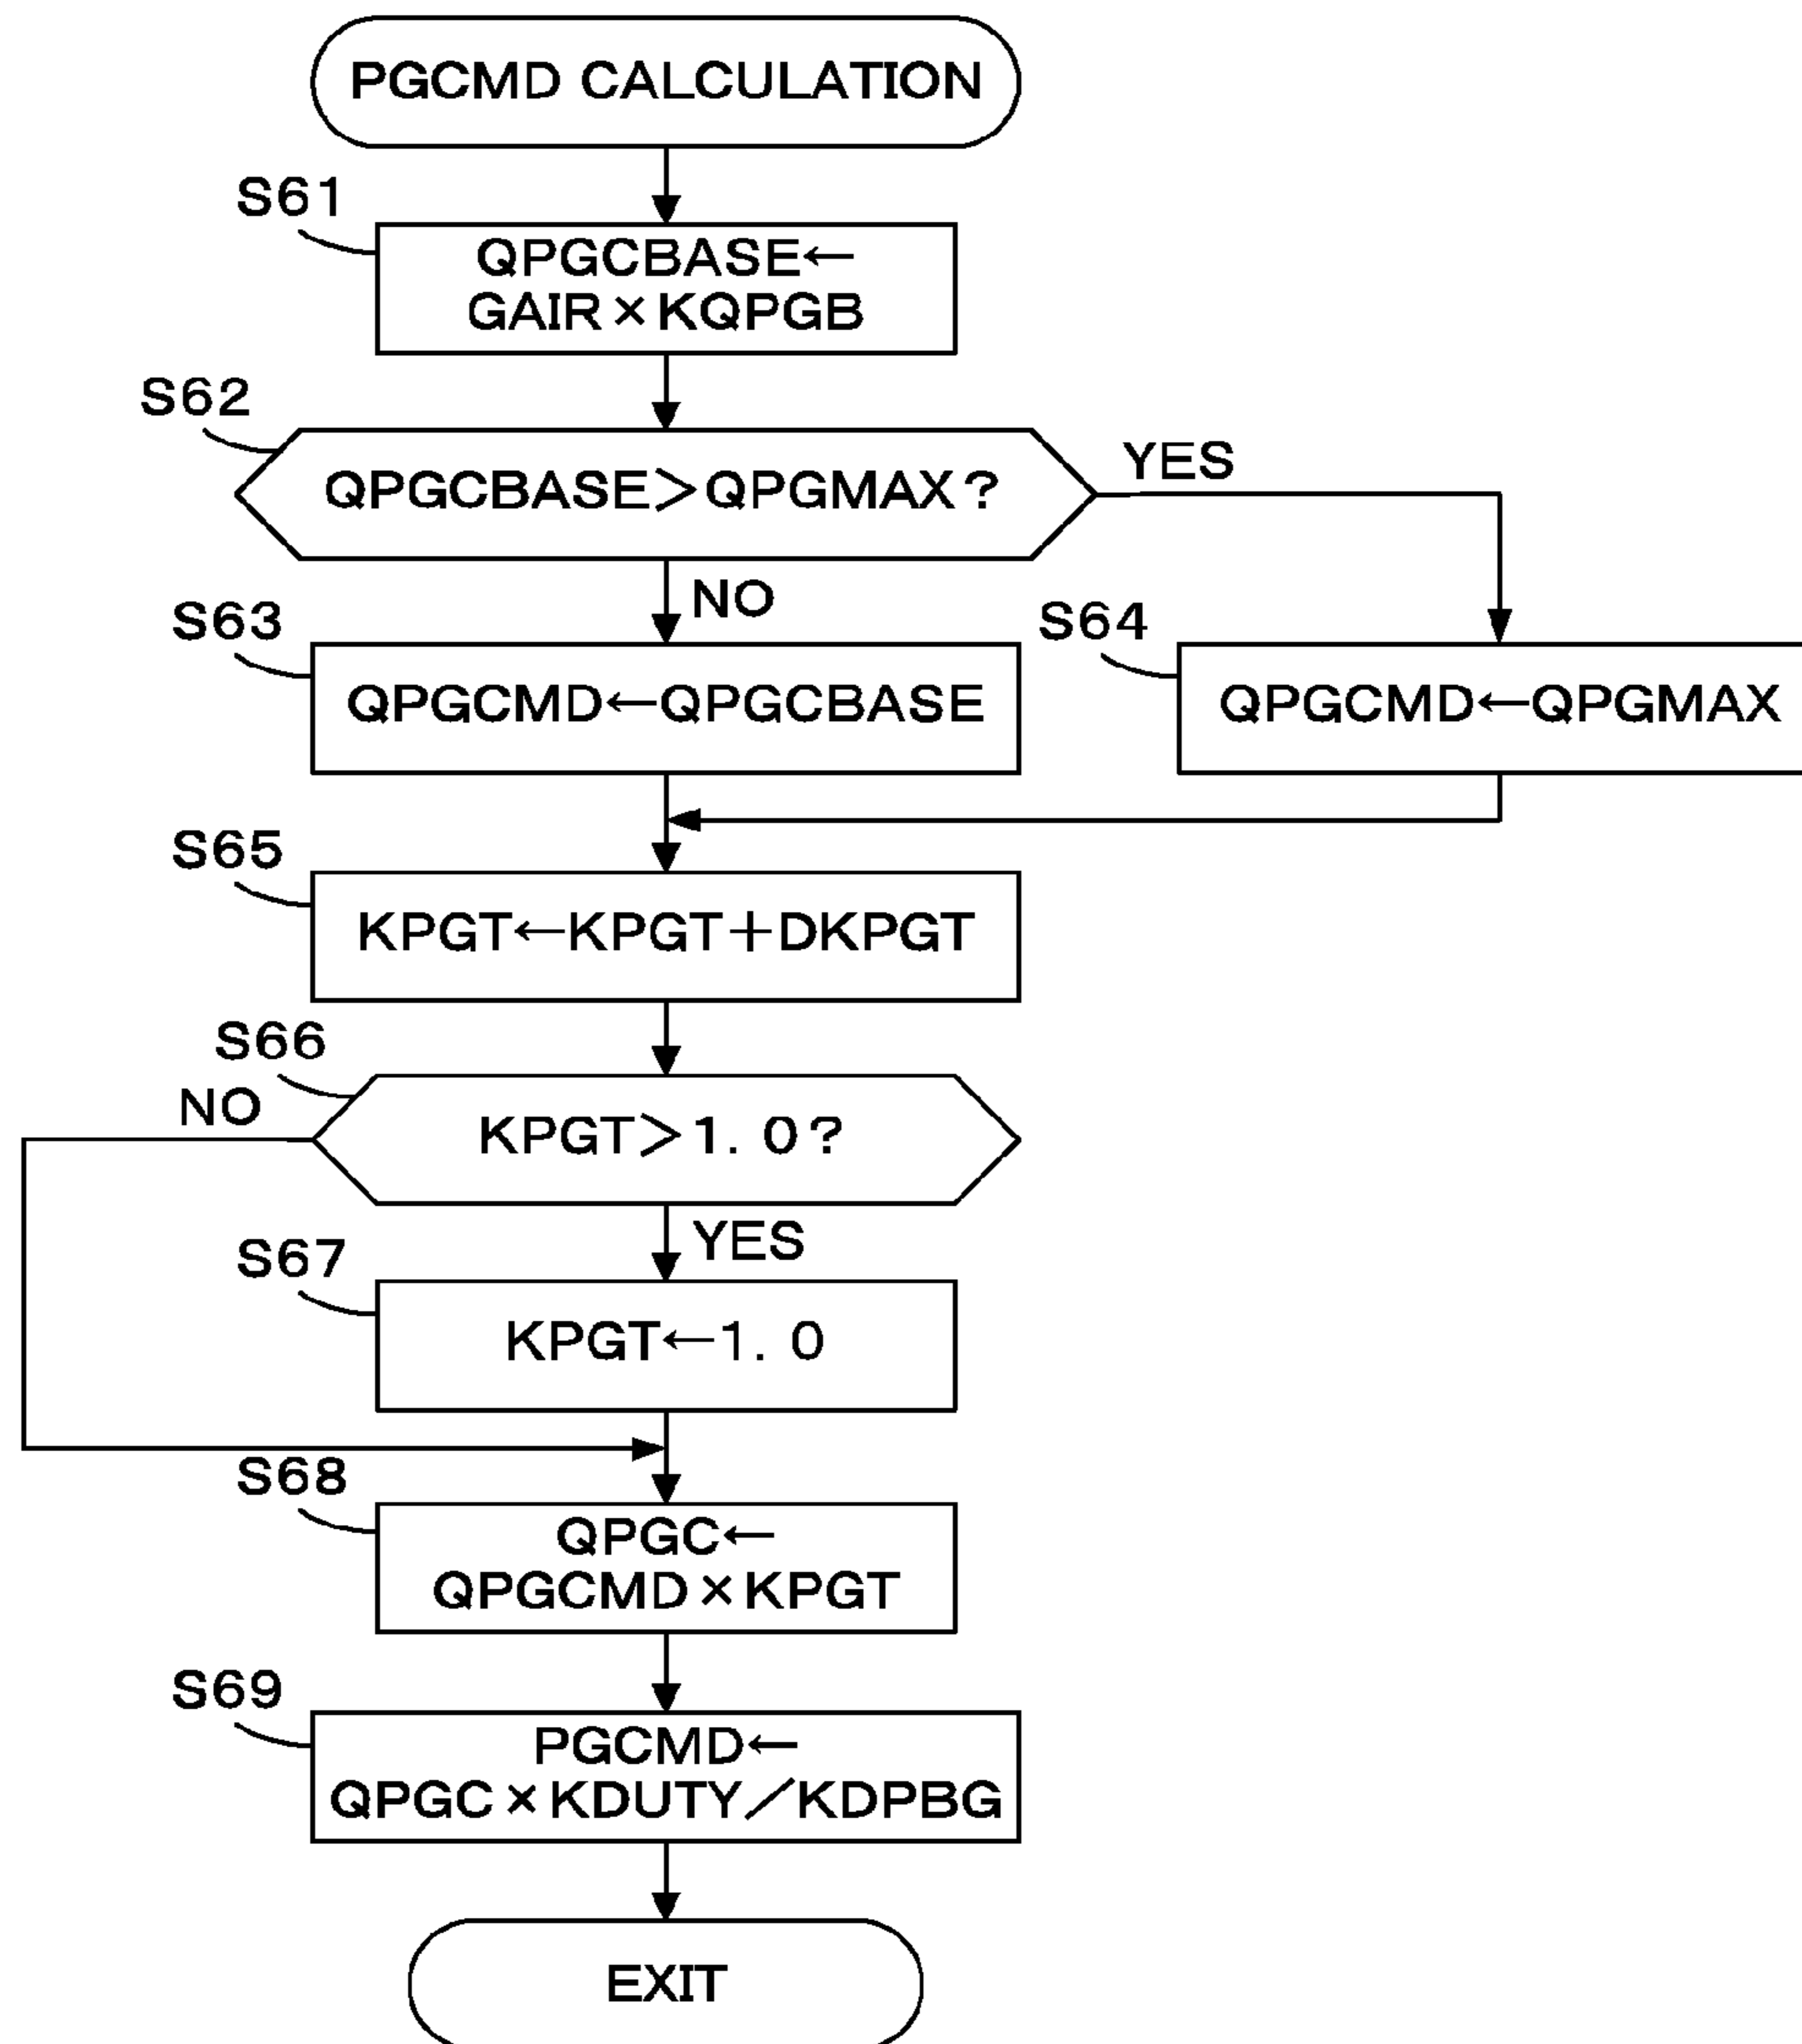 PGCMD CALCULATION
S61
QPGCBASE←
GAIR×KQPGB
S62
QPGCBASE>QPGMAX?
YES
NO
S63
QPGCMD←QPGCBASE
S64
QPGCMD←QPGMAX
S65
KPGT←KPGT+DKPGT
S66
NO
KPGT>1.0?
YES
S67
KPGT←1.0
S68
QPGC←
QPGCMD×KPGT
S69
PGCMD←
QPGC×KDUTY/KDPBG
EXIT